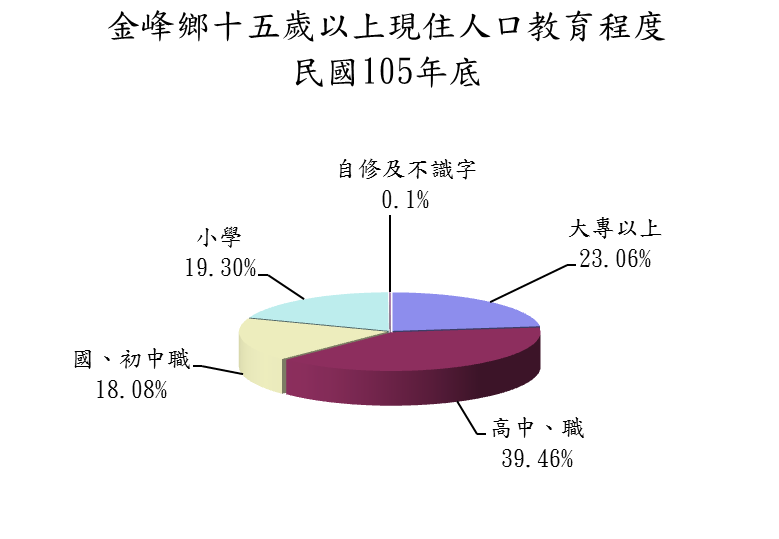 金峰鄉十五歲以上現住人口教育程度
民國105年底
自修及不識字
0.1%
大專以上
23.06%
小學
19.30%
國、初中職
18.08%
高中、職
39.46%